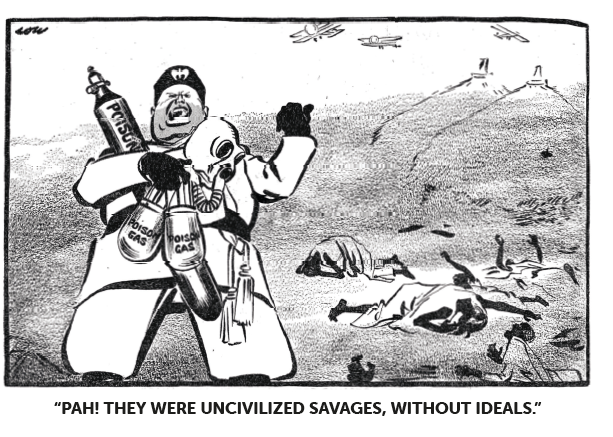 LOW
POISON
POISON
GAS
POISON
GAS
“PAH! THEY WERE UNCIVILIZED SAVAGES, WITHOUT IDEALS.”